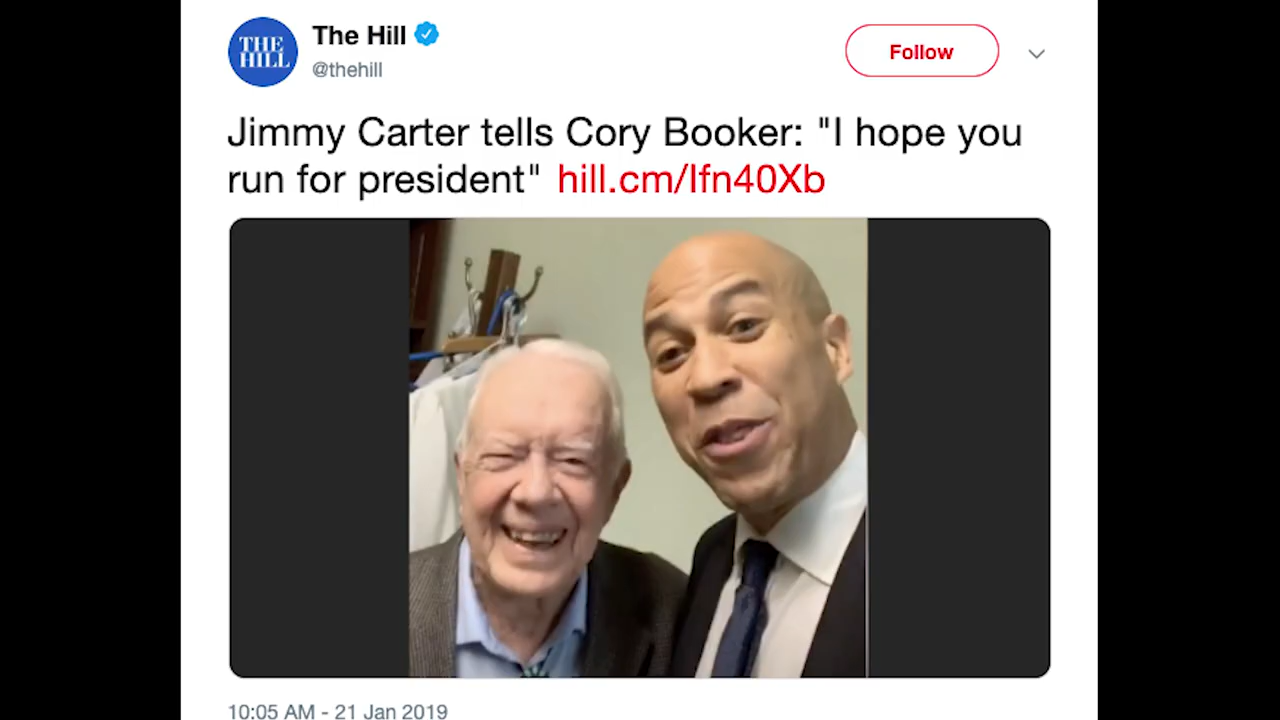 THE
HILL
The Hill
@thehill
Follow
Jimmy Carter tells Cory Booker: "I hope you
run for president" hill.cm/lfn40Xb
10:05 AM - 21 Jan 2019